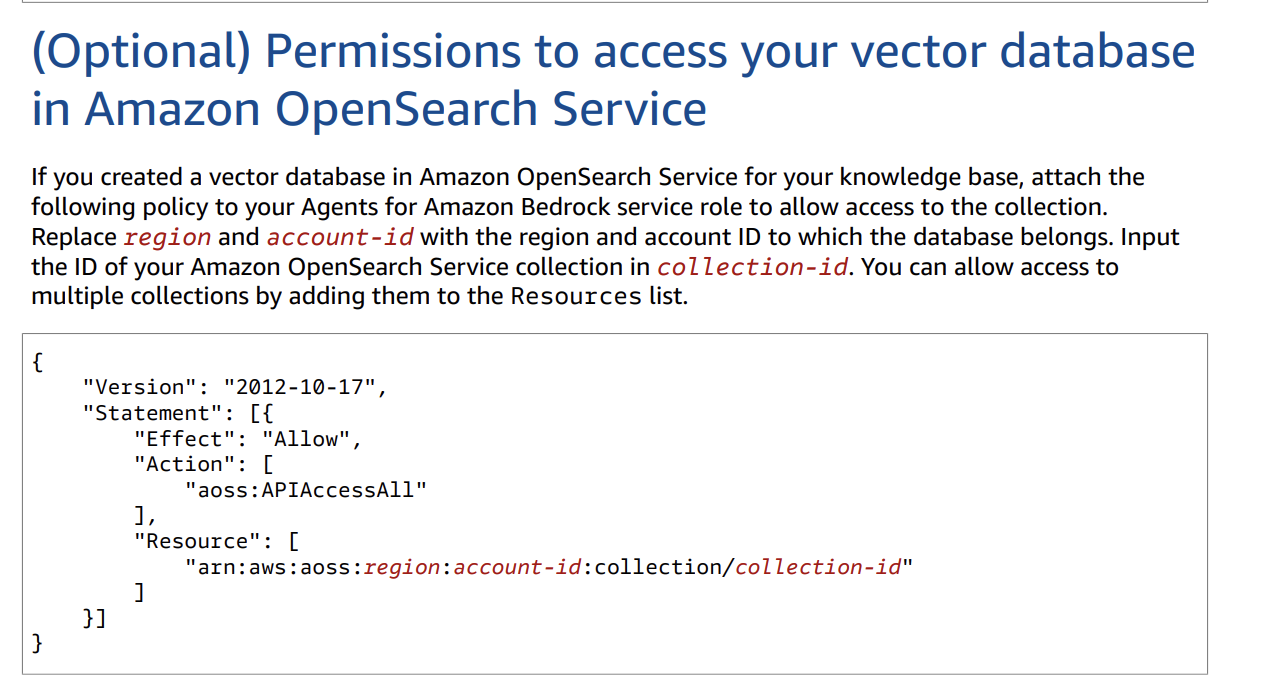 (Optional) Permissions to access your vector database
in Amazon OpenSearch Service
If you created a vector database in Amazon OpenSearch Service for your knowledge base, attach the
following policy to your Agents for Amazon Bedrock service role to allow access to the collection.
Replace region and account-id with the region and account ID to which the database belongs. Input
the ID of your Amazon OpenSearch Service collection in collection-id. You can allow access to
multiple collections by adding them to the Resources list.
{
    "Version": "2012-10-17",
    "Statement": [{
        "Effect": "Allow",
        "Action": [
            "aoss:APIAccessAll"
        ],
        "Resource": [
            "arn:aws:aoss:region:account-id:collection/collection-id"
        ]
    }]
}